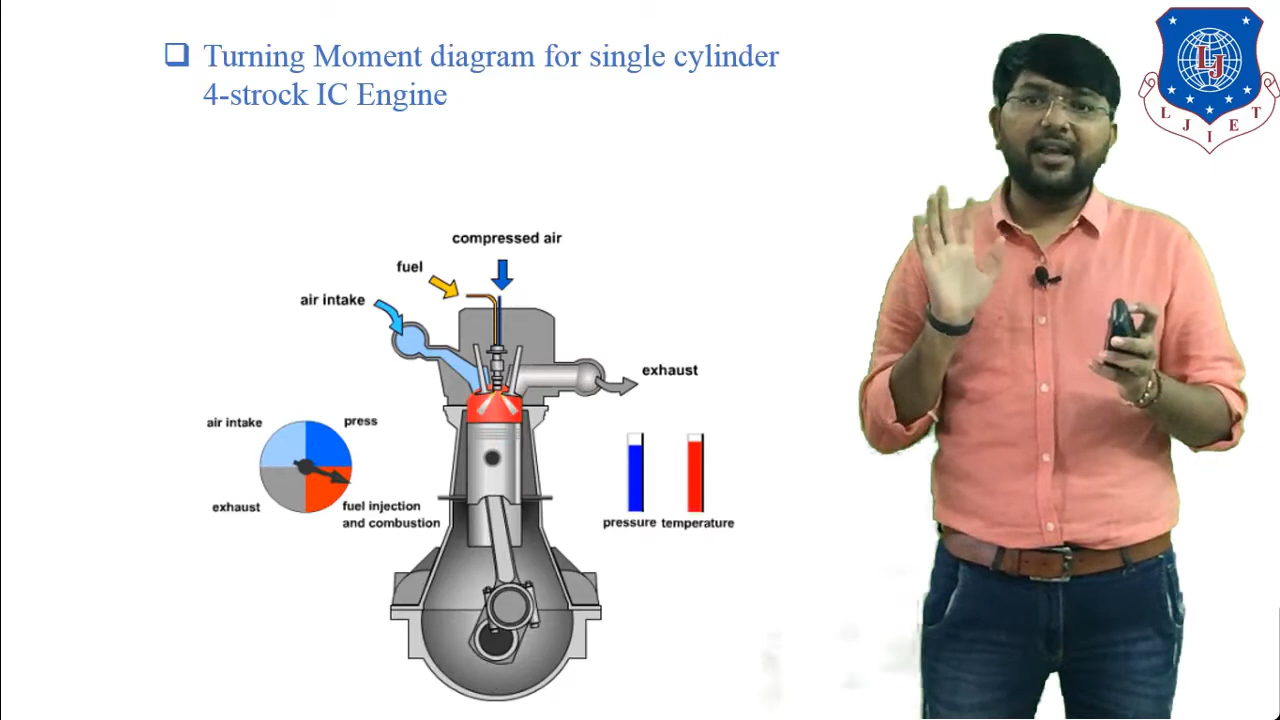 Turning Moment diagram for single cylinder
4-strock IC Engine
compressed air
fuel
air intake
exhaust
air intake
press
exhaust
fuel injection
and combustion
pressure
temperature
LJ
L J I E T